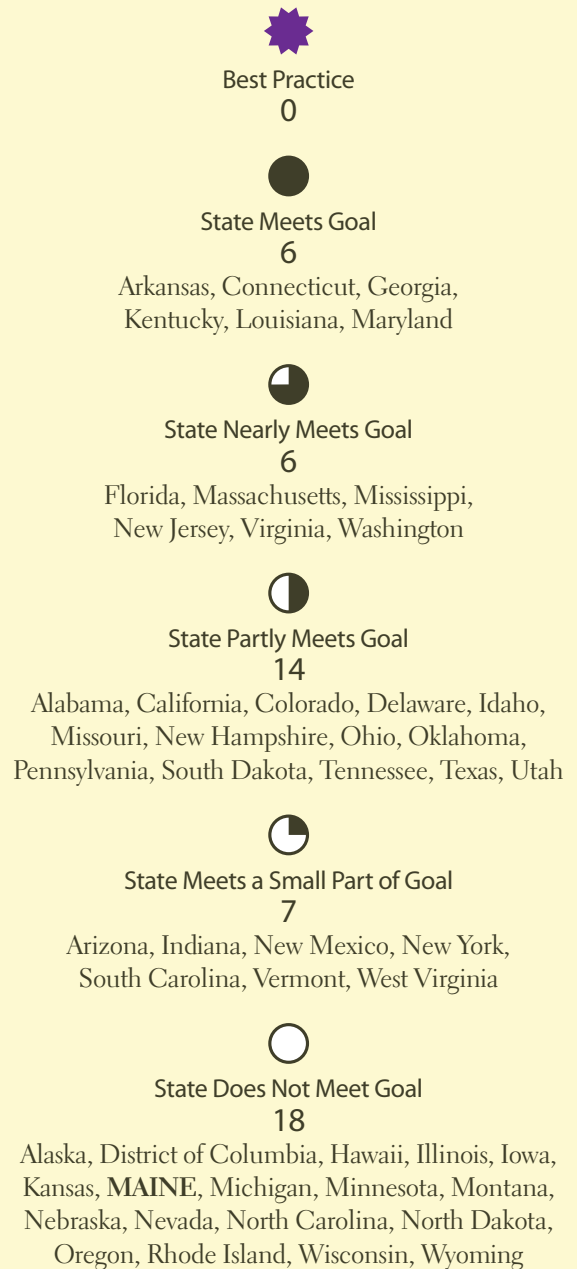 Best Practice
0
State Meets Goal
6
Arkansas, Connecticut, Georgia,
Kentucky, Louisiana, Maryland
State Nearly Meets Goal
6
Florida, Massachusetts, Mississippi,
New Jersey, Virginia, Washington
State Partly Meets Goal
14
Alabama, California, Colorado, Delaware, Idaho,
Missouri, New Hampshire, Ohio, Oklahoma,
Pennsylvania, South Dakota, Tennessee, Texas, Utah
State Meets a Small Part of Goal
7
Arizona, Indiana, New Mexico, New York,
South Carolina, Vermont, West Virginia
State Does Not Meet Goal
18
Alaska, District of Columbia, Hawaii, Illinois, Iowa,
Kansas, MAINE, Michigan, Minnesota, Montana,
Nebraska, Nevada, North Carolina, North Dakota,
Oregon, Rhode Island, Wisconsin, Wyoming